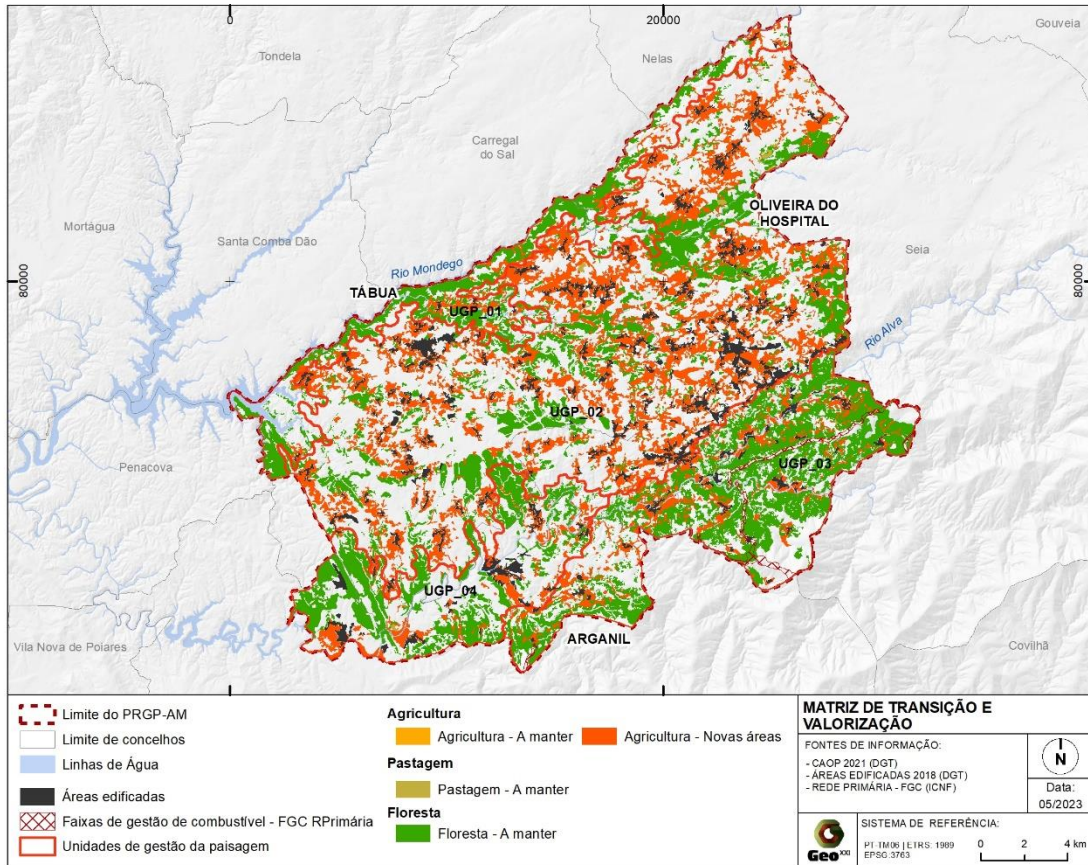 0
20000
Gouveia
Tondela
Nelas
Carregal
do Sal
Mortágua
OLIVEIRA DO
HOSPITAL
Santa Comba Dão
Seia
Rio Mondego
80000
80000
TÁBUA
UGP_01
Rio Alva
UGP_02
Penacova
UGP_03
UGP_04
ARGANIL
Vila Nova de Poiares
Covilhã
Limite do PRGP-AM
Limite de concelhos
Linhas de Água
Áreas edificadas
Faixas de gestão de combustível - FGC RPrimária
Unidades de gestão da paisagem
Agricultura
Agricultura - A manter
Agricultura - Novas áreas
Pastagem
Pastagem - A manter
Floresta
Floresta - A manter
MATRIZ DE TRANSIÇÃO E
VALORIZAÇÃO
FONTES DE INFORMAÇÃO:
- CAOP 2021 (DGT)
- ÁREAS EDIFICADAS 2018 (DGT)
- REDE PRIMÁRIA - FGC (ICNF)
N
Data:
05/2023
Geo XXI
SISTEMA DE REFERÊNCIA:
PT-TM06 | ETRS: 1989
EPSG:3763
0 2 4 km